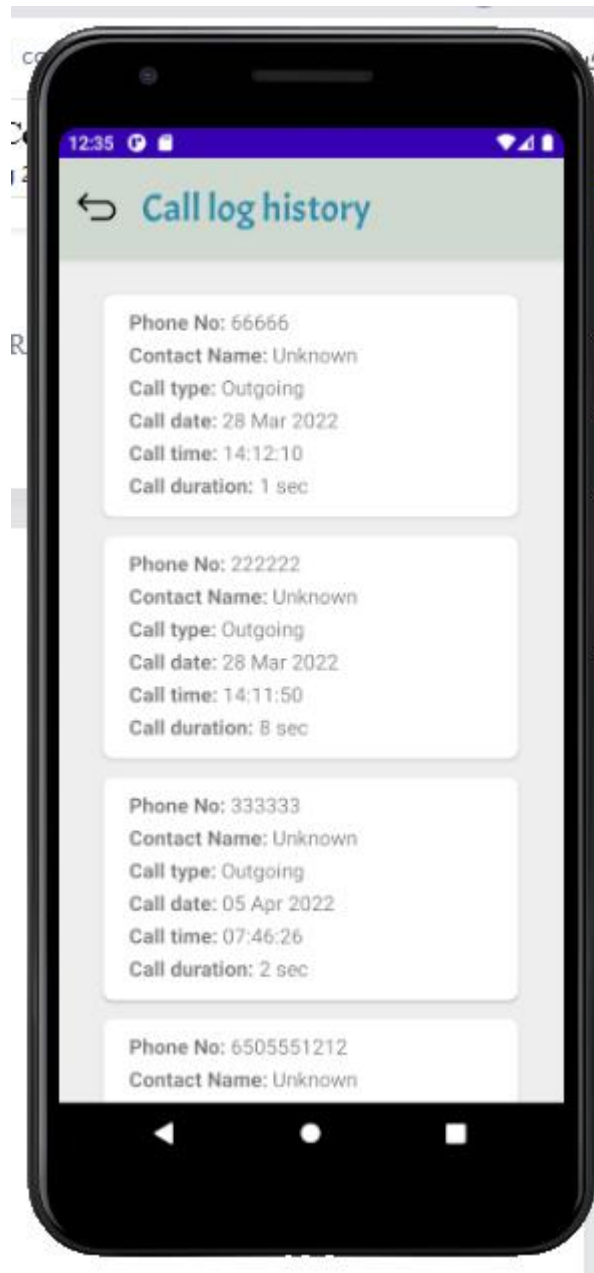 12:35
Call log history
Phone No: 66666
Contact Name: Unknown
Call type: Outgoing
Call date: 28 Mar 2022
Call time: 14:12:10
Call duration: 1 sec
Phone No: 222222
Contact Name: Unknown
Call type: Outgoing
Call date: 28 Mar 2022
Call time: 14:11:50
Call duration: 8 sec
Phone No: 333333
Contact Name: Unknown
Call type: Outgoing
Call date: 05 Apr 2022
Call time: 07:46:26
Call duration: 2 sec
Phone No: 6505551212
Contact Name: Unknown